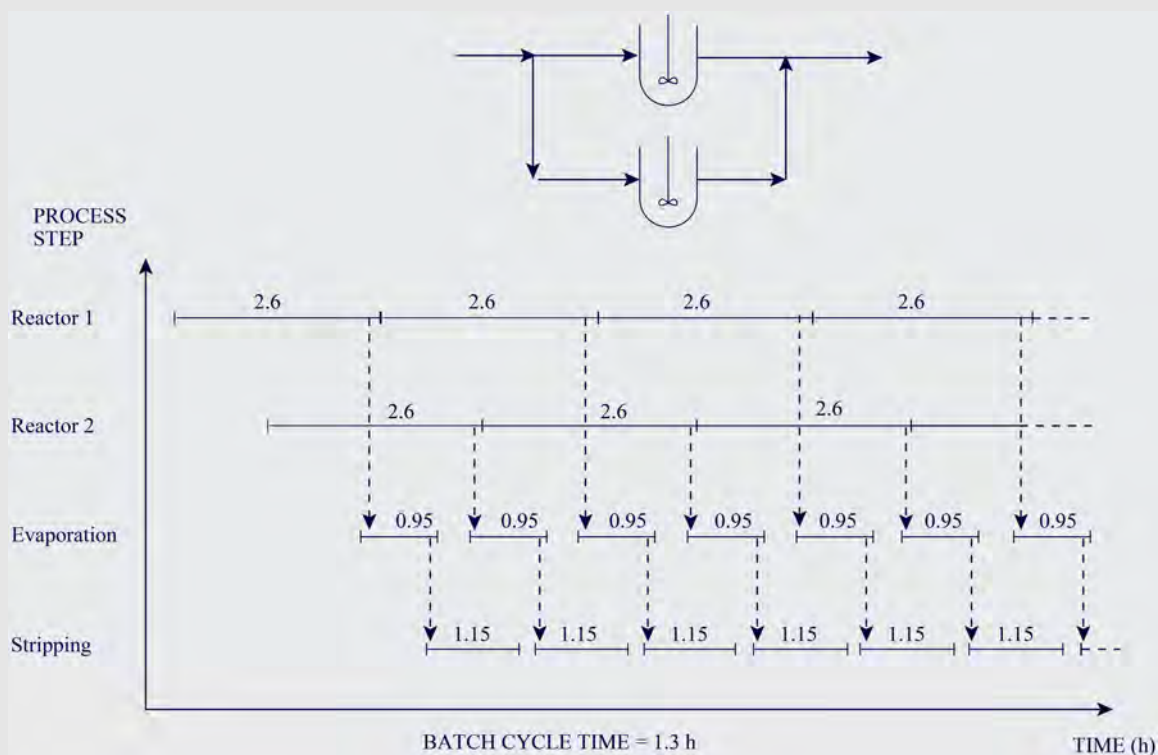 PROCESS
STEP
2.6 2.6 2.6 2.6
Reactor 1
2.6 2.6 2.6
Reactor 2
0.95 0.95 0.95 0.95 0.95 0.95 0.95
Evaporation
1.15 1.15 1.15 1.15 1.15 1.15
Stripping
BATCH CYCLE TIME = 1.3 h
TIME (h)